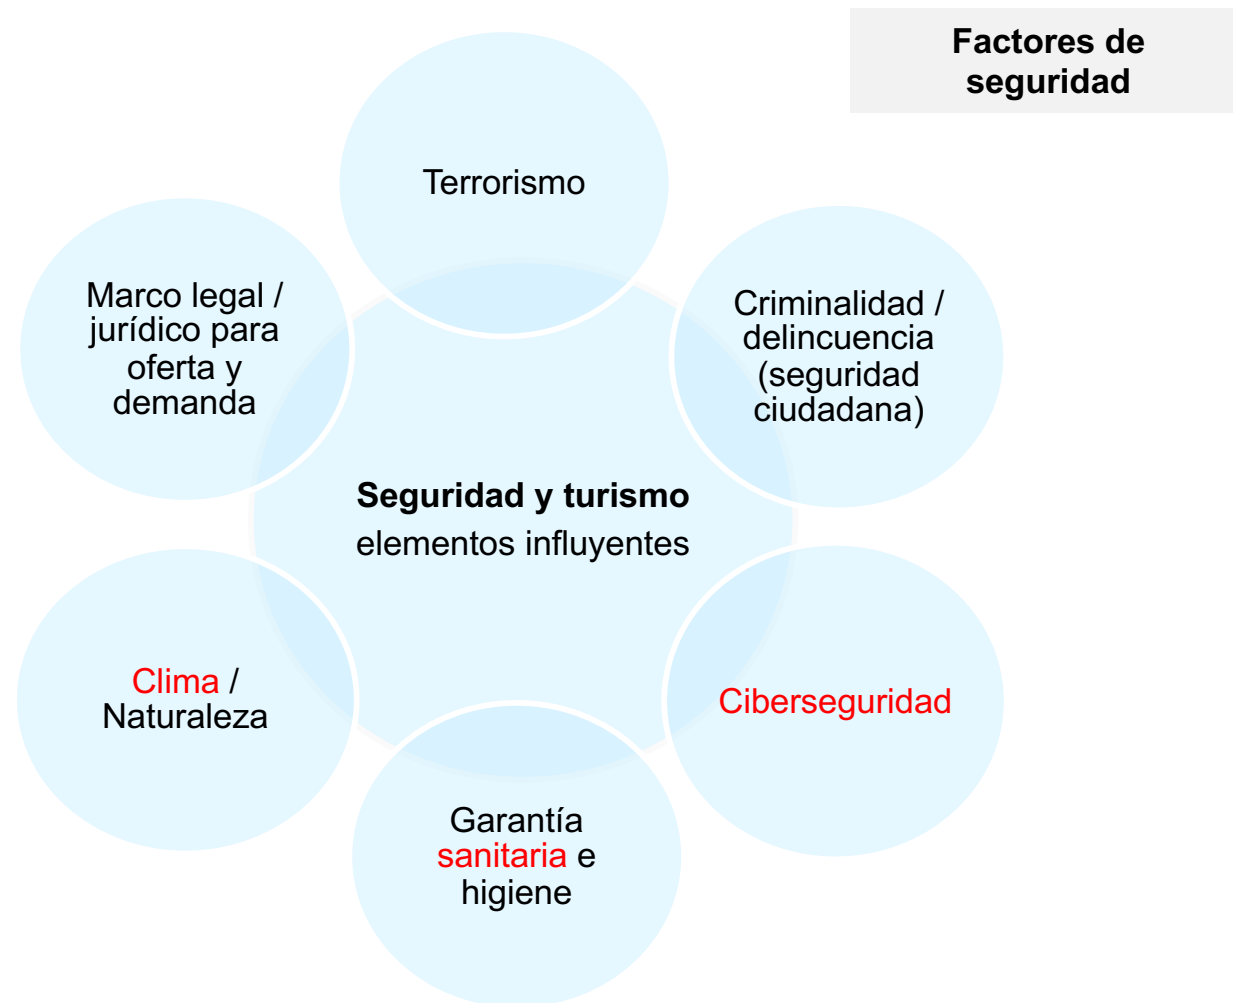 Factores de
seguridad
Terrorismo
Marco legal /
jurídico para
oferta y
demanda
Criminalidad /
delincuencia
(seguridad
ciudadana)
Seguridad y turismo
elementos influyentes
Clima /
Naturaleza
Ciberseguridad
Garantía
sanitaria e
higiene